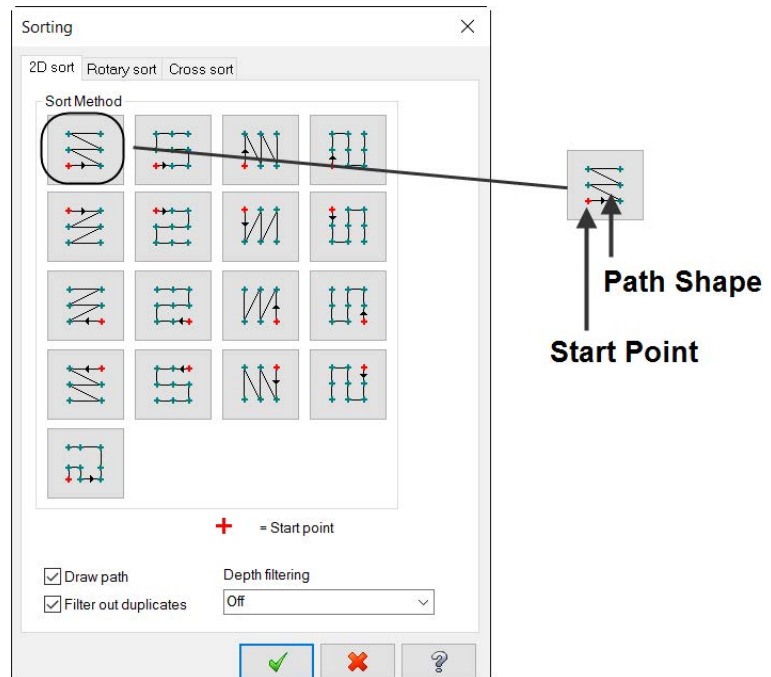 Sorting
2D sort Rotary sort Cross sort
Sort Method
Path Shape
Start Point
= Start point
Draw path
Depth filtering
Filter out duplicates
Off